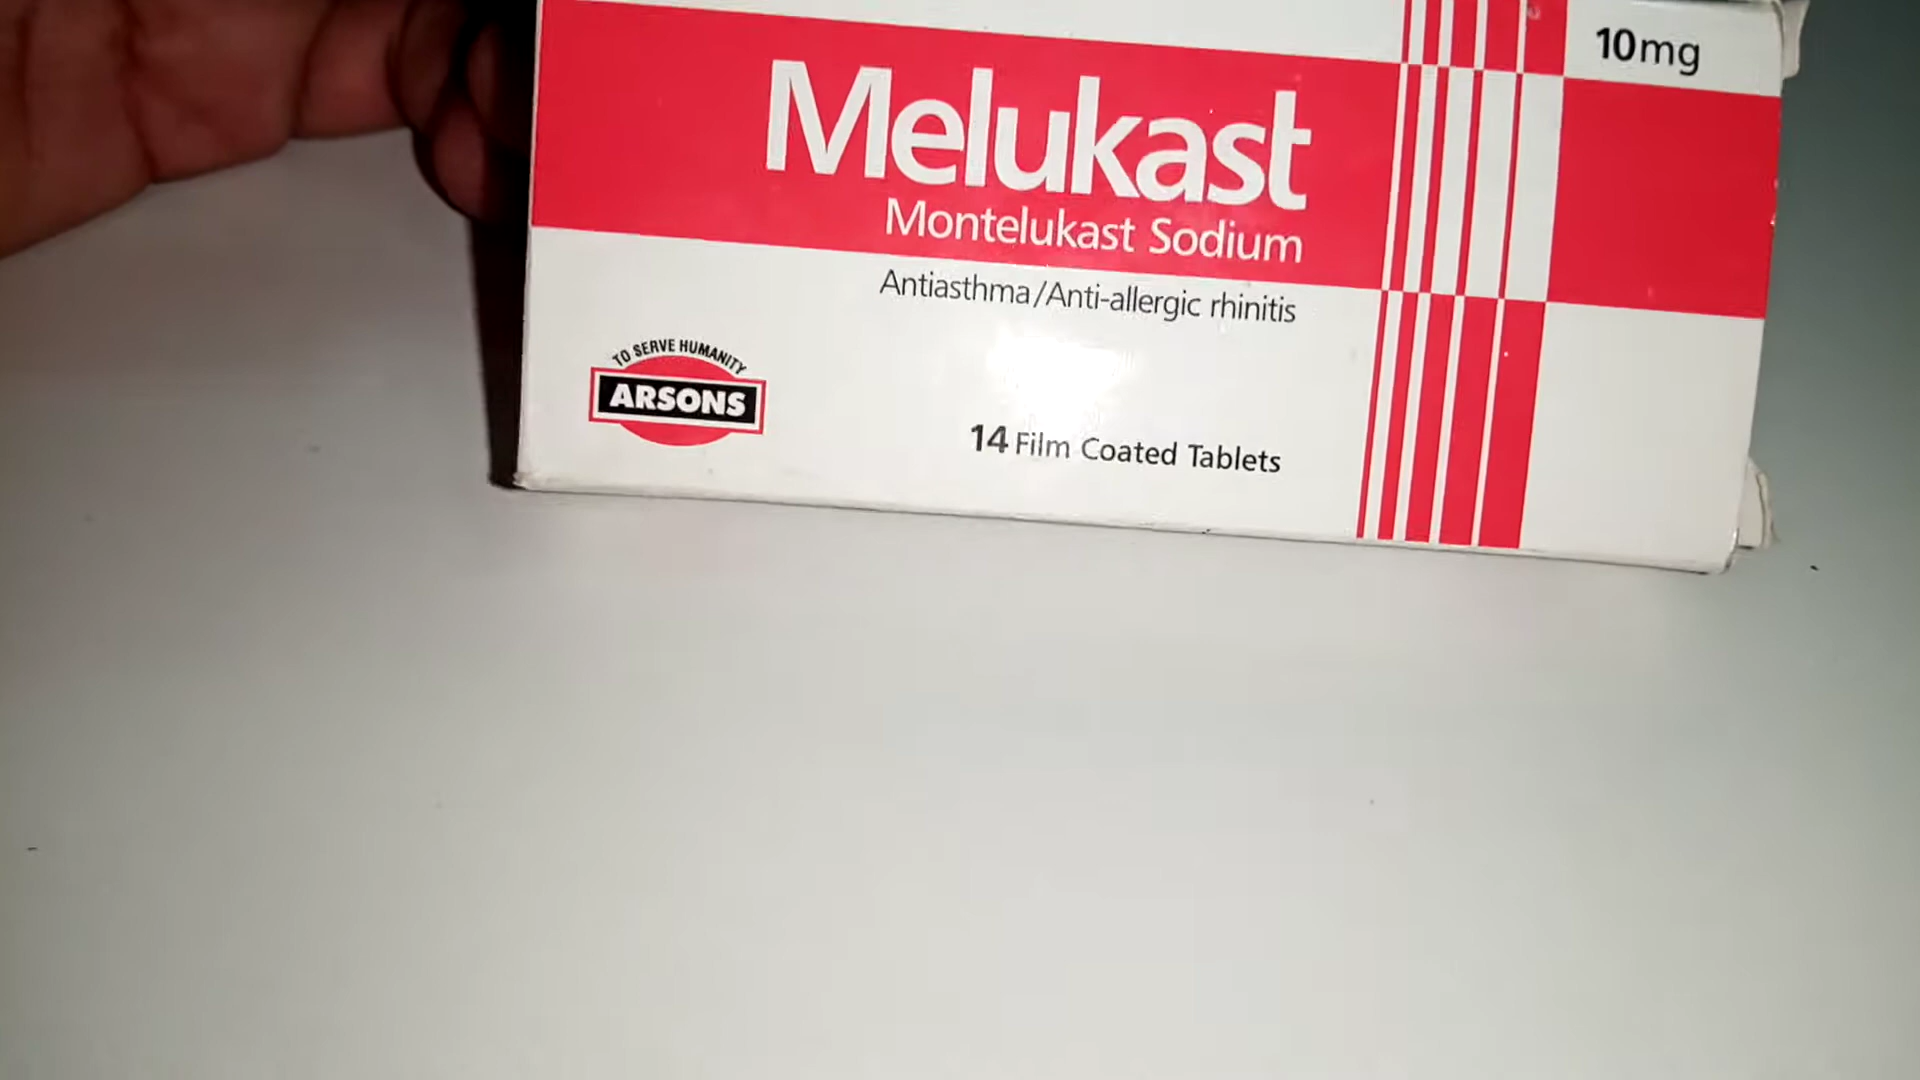 10mg
Melukast
Montelukast Sodium
Antiasthma/Anti-allergic rhinitis
TO SERVE HUMANITY
ARSONS
14 Film Coated Tablets